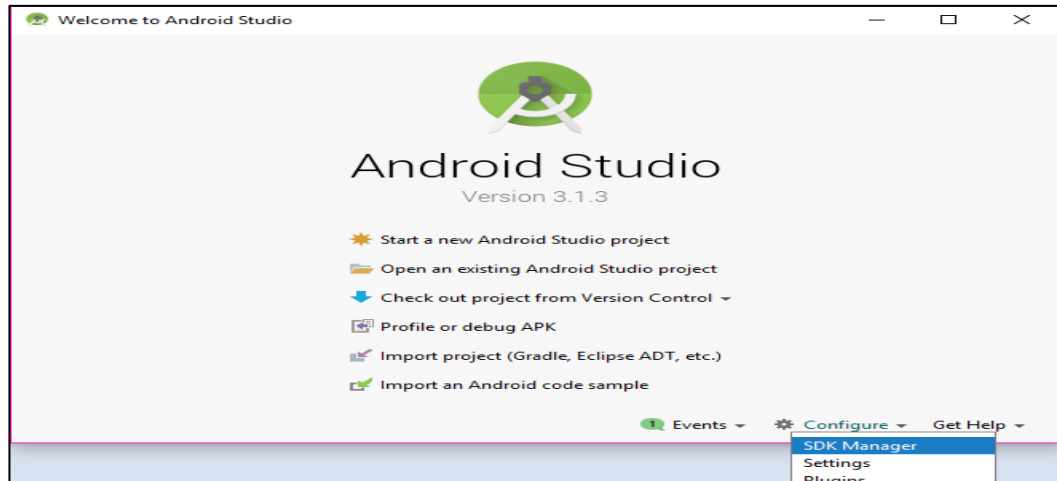 Welcome to Android Studio
Android Studio
Version 3.1.3
Start a new Android Studio project
Open an existing Android Studio project
Check out project from Version Control
Profile or debug APK
Import project (Gradle, Eclipse ADT, etc.)
Import an Android code sample
1 Events Configure Get Help
SDK Manager
Settings
Plugins